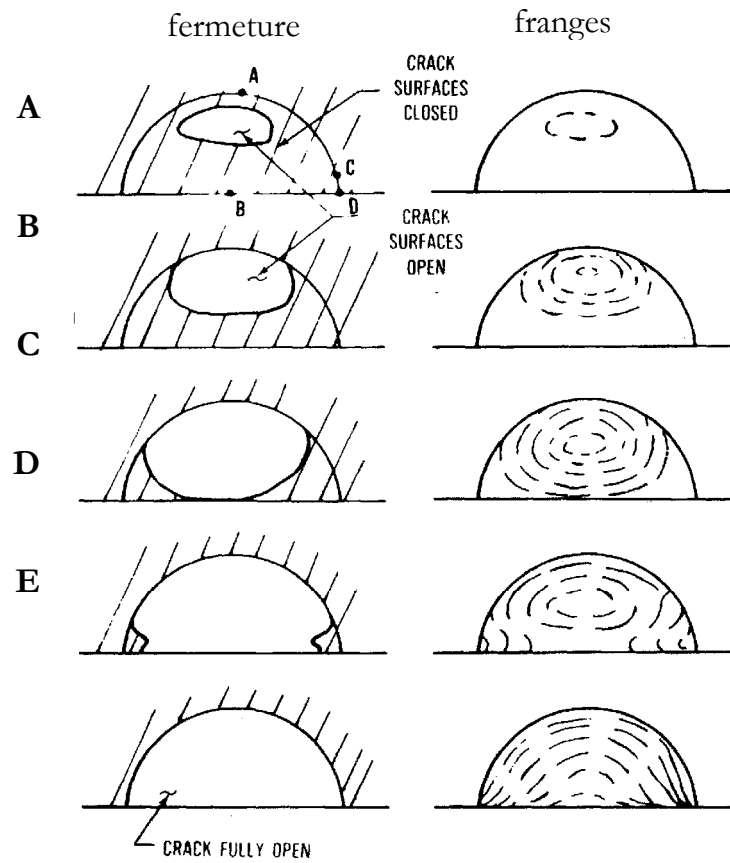 fermeture
franges
A
A
CRACK
SURFACES
CLOSED
C
B
D
B
CRACK
SURFACES
OPEN
C
D
E
CRACK FULLY OPEN